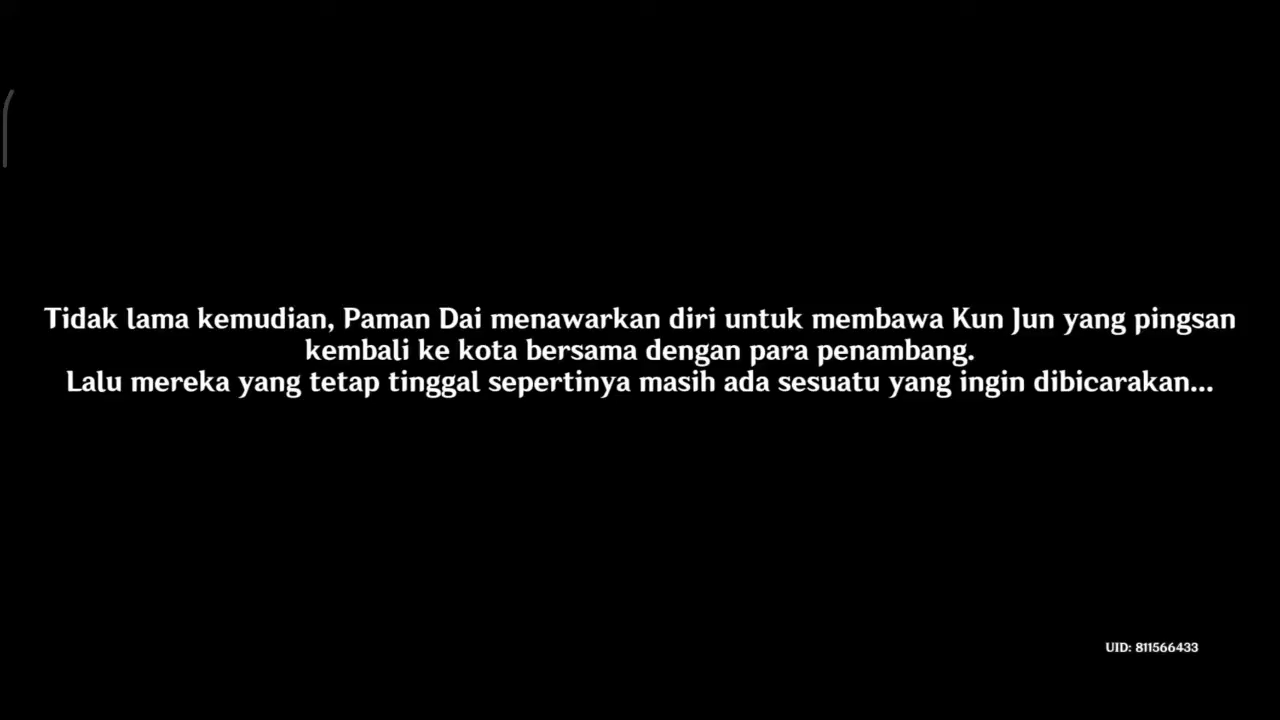 Tidak lama kemudian, Paman Dai menawarkan diri untuk membawa Kun Jun yang pingsan
kembali ke kota bersama dengan para penambang.
Lalu mereka yang tetap tinggal sepertinya masih ada sesuatu yang ingin dibicarakan...
UID: 811566433